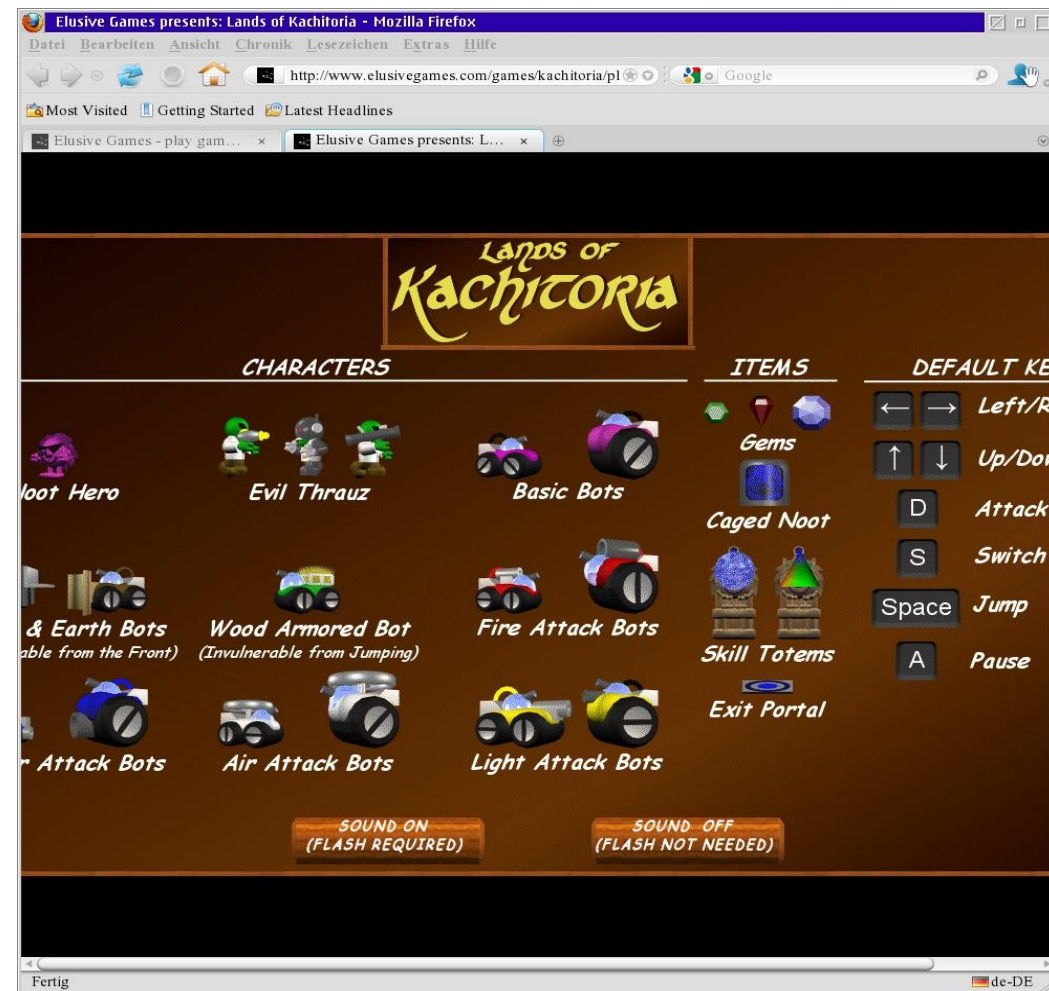 Elusive Games presents: Lands of Kachitoria - Mozilla Firefox
Datei Bearbeiten Ansicht Chronik Lesezeichen Extras Hilfe
http://www.elusivegames.com/games/kachitoria/pl Google
Most Visited Getting Started Latest Headlines
Elusive Games - play gam... Elusive Games presents: L...
LANDS OF
Kachitoria
CHARACTERS
ITEMS
DEFAULT KE
oot Hero
Evil Thrauz
Basic Bots
Gems
Caged Noot
← → Left/R
↑ ↓ Up/Dow
D Attack
S Switch
Space Jump
A Pause
& Earth Bots
able from the Front)
Wood Armored Bot
(Invulnerable from Jumping)
Fire Attack Bots
Skill Totems
Exit Portal
r Attack Bots
Air Attack Bots
Light Attack Bots
SOUND ON
(FLASH REQUIRED)
SOUND OFF
(FLASH NOT NEEDED)
Fertig
de-DE